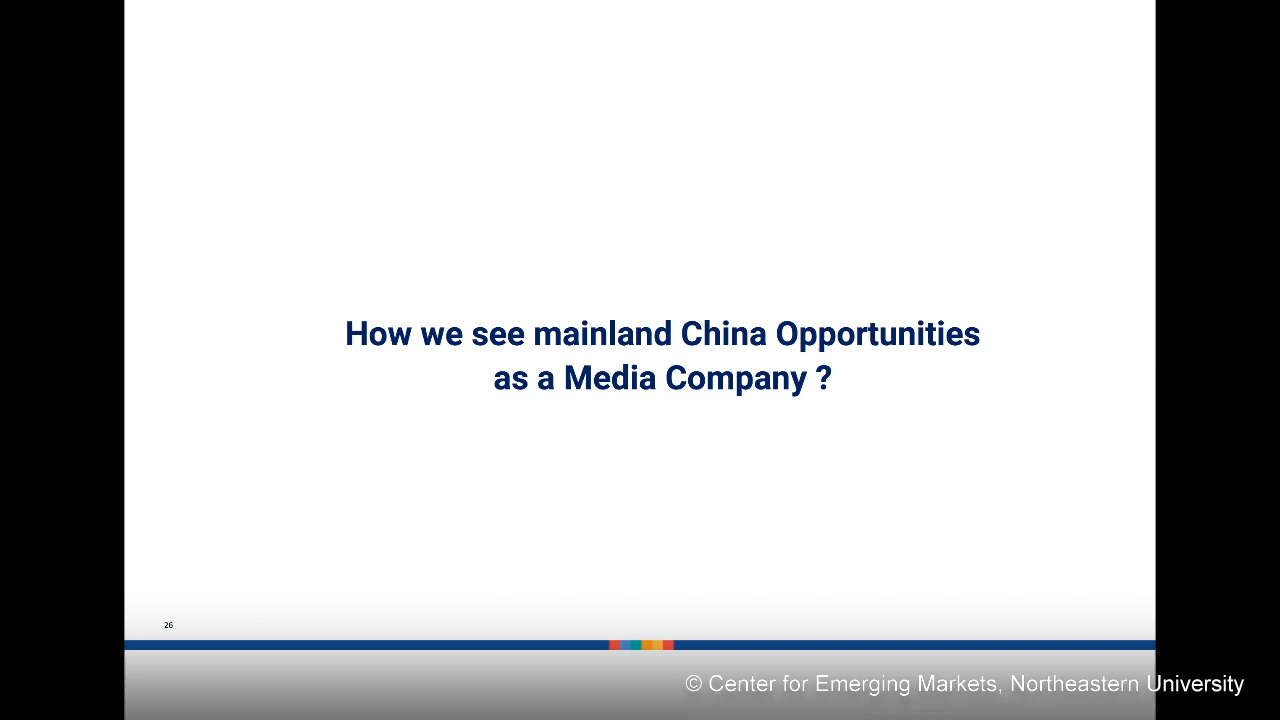 How we see mainland China Opportunities
as a Media Company ?
26
© Center for Emerging Markets, Northeastern University